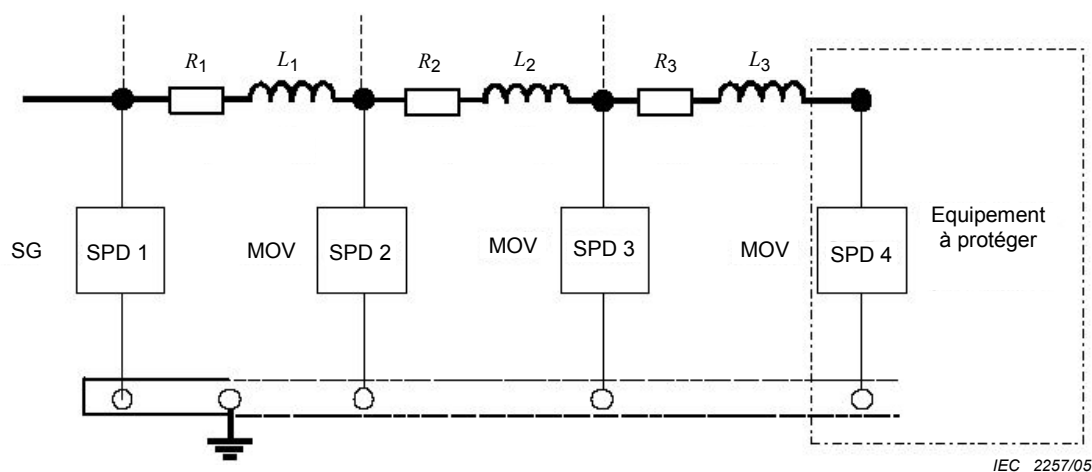 R1 L1 R2 L2 R3 L3
SG SPD 1 MOV SPD 2 MOV SPD 3 MOV SPD 4
Equipement
à protéger
IEC 2257/05